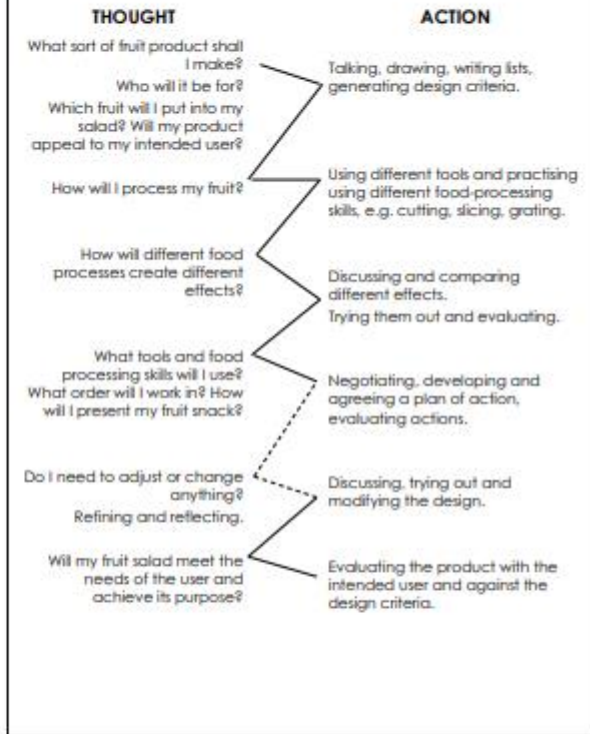 THOUGHT
What sort of fruit product shall
I make?
Who will it be for?
Which fruit will I put into my
salad? Will my product
appeal to my intended user?
How will I process my fruit?
How will different food
processes create different
effects?
What tools and food
processing skills will I use?
What order will I work in? How
will I present my fruit snack?
Do I need to adjust or change
anything?
Refining and reflecting.
Will my fruit salad meet the
needs of the user and
achieve its purpose?
ACTION
Talking, drawing, writing lists,
generating design criteria.
Using different tools and practising
using different food-processing
skills, e.g. cutting, slicing, grating.
Discussing and comparing
different effects.
Trying them out and evaluating.
Negotiating, developing and
agreeing a plan of action,
evaluating actions.
Discussing, trying out and
modifying the design.
Evaluating the product with the
intended user and against the
design criteria.